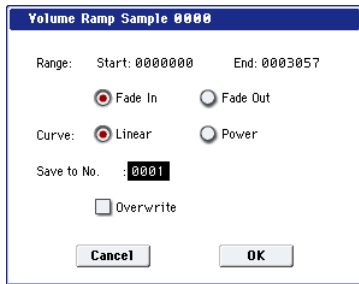 Volume Ramp Sample 0000
Range: Start: 0000000 End: 0003057
Fade In Fade Out
Curve: Linear Power
Save to No. :0001
Overwrite
Cancel OK